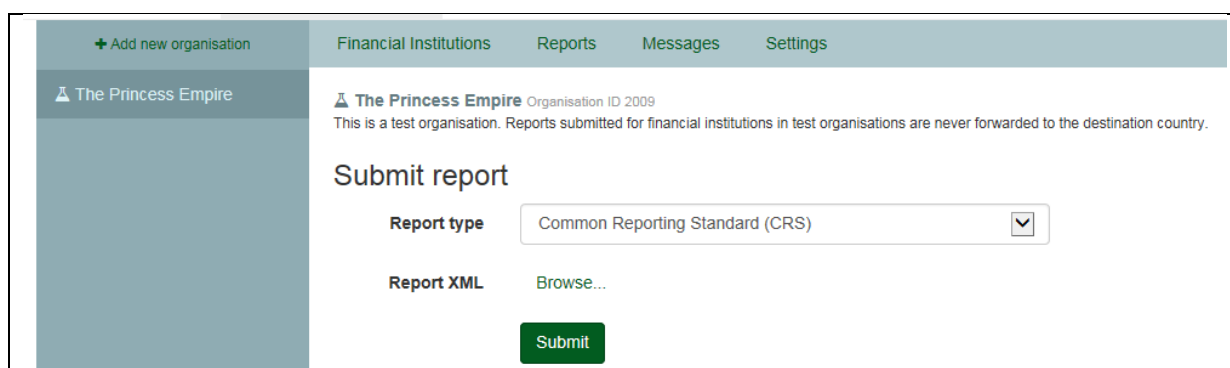 + Add new organisation
Financial Institutions Reports Messages Settings
The Princess Empire
The Princess Empire Organisation ID 2009
This is a test organisation. Reports submitted for financial institutions in test organisations are never forwarded to the destination country.
Submit report
Report type Common Reporting Standard (CRS)
Report XML Browse...
Submit